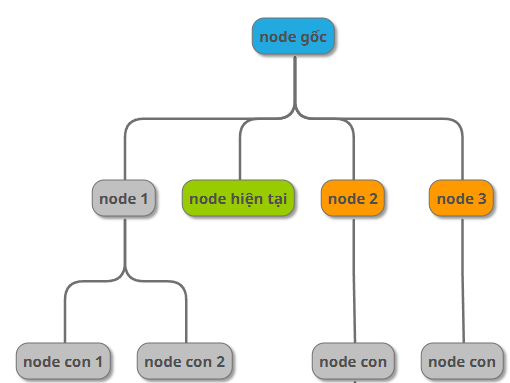 node gốc
node 1
node hiện tại
node 2
node 3
node con 1
node con 2
node con
node con